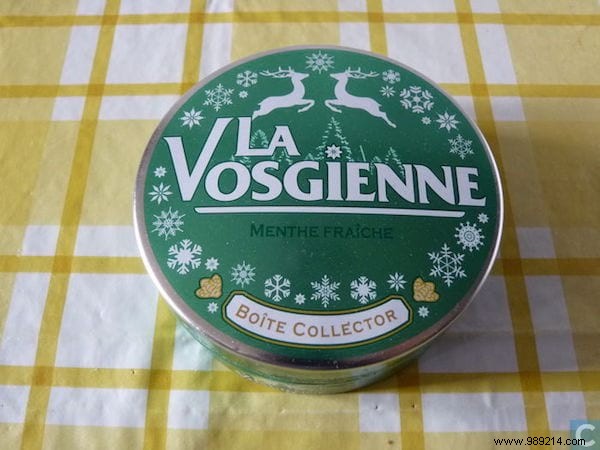 LA
VOSGIENNE
MENTHE FRAÎCHE
BOÎTE COLLECTOR
C
www.989214.com